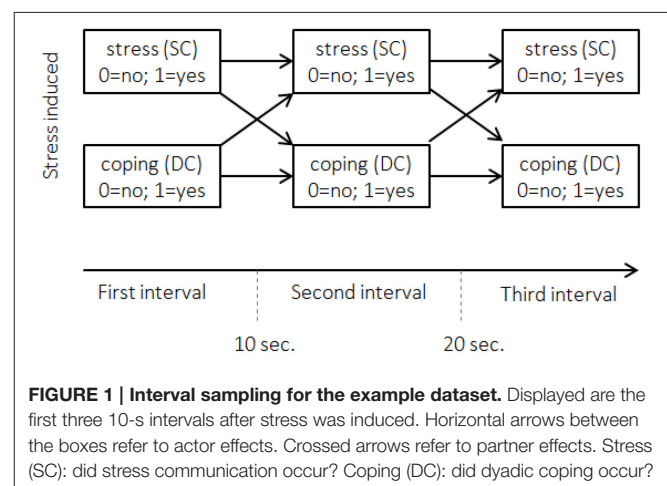 Stress induced
stress (SC)
0=no; 1=yes
stress (SC)
0=no; 1=yes
stress (SC)
0=no; 1=yes
coping (DC)
0=no; 1=yes
coping (DC)
0=no; 1=yes
coping (DC)
0=no; 1=yes
First interval
Second interval
Third interval
10 sec.
20 sec.
FIGURE 1 | Interval sampling for the example dataset. Displayed are the
first three 10-s intervals after stress was induced. Horizontal arrows between
the boxes refer to actor effects. Crossed arrows refer to partner effects. Stress
(SC): did stress communication occur? Coping (DC): did dyadic coping occur?